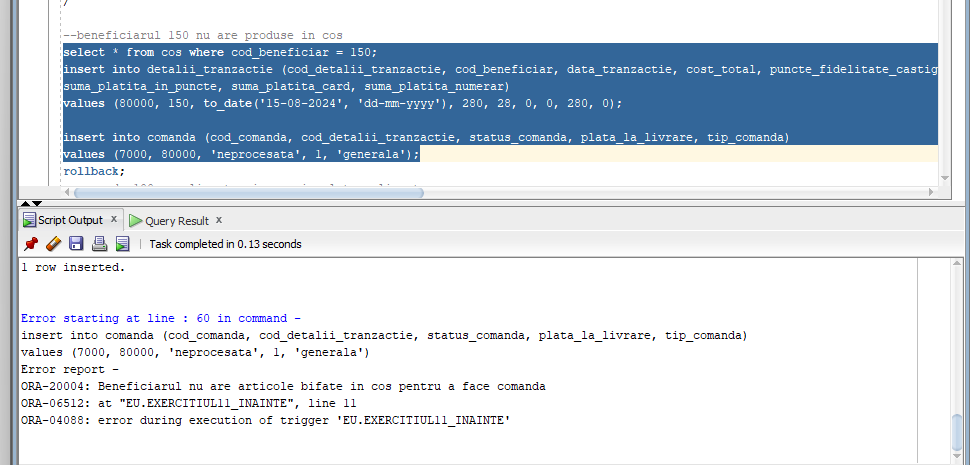 /
--beneficiarul 150 nu are produse in cos
select * from cos where cod_beneficiar = 150;
insert into detalii_tranzactie (cod_detalii_tranzactie, cod_beneficiar, data_tranzactie, cost_total, puncte_fidelitate_castig
suma_platita_in_puncte, suma_platita_card, suma_platita_numerar)
values (80000, 150, to_date('15-08-2024', 'dd-mm-yyyy'), 280, 28, 0, 0, 280, 0);
insert into comanda (cod_comanda, cod_detalii_tranzactie, status_comanda, plata_la_livrare, tip_comanda)
values (7000, 80000, 'neprocesata', 1, 'generala');
rollback;
Script Output x Query Result x
Task completed in 0.13 seconds
1 row inserted.
Error starting at line : 60 in command -
insert into comanda (cod_comanda, cod_detalii_tranzactie, status_comanda, plata_la_livrare, tip_comanda)
values (7000, 80000, 'neprocesata', 1, 'generala')
Error report -
ORA-20004: Beneficiarul nu are articole bifate in cos pentru a face comanda
ORA-06512: at "EU.EXERCITIUL11_INAINTE", line 11
ORA-04088: error during execution of trigger 'EU.EXERCITIUL11_INAINTE'